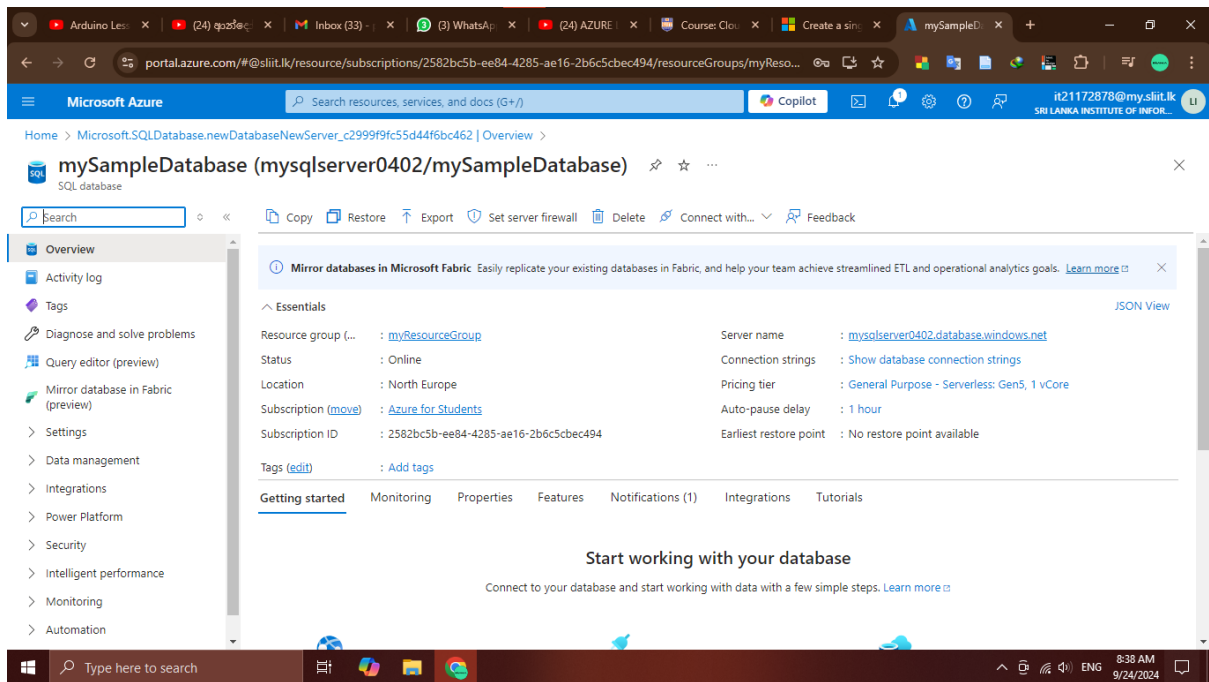 Arduino Less
(24) ආන්දෙ
Inbox (33) -
(3) WhatsAp
(24) AZURE
Course: Clou
Create a sing
mySampleDa
portal.azure.com/#@sliit.lk/resource/subscriptions/2582bc5b-ee84-4285-ae16-2b6c5cbec494/resourceGroups/myReso...
Microsoft Azure
Search resources, services, and docs (G+/)
Copilot
1
it21172878@my.sliit.lk
SRI LANKA INSTITUTE OF INFOR...
LI
Home > Microsoft.SQLDatabase.newDatabaseNewServer_c2999f9fc55d44f6bc462 | Overview >
mySampleDatabase (mysqlserver0402/mySampleDatabase)
SQL database
Search
Copy Restore Export Set server firewall Delete Connect with... Feedback
Overview
Activity log
Tags
Diagnose and solve problems
Query editor (preview)
Mirror database in Fabric
(preview)
Settings
Data management
Integrations
Power Platform
Security
Intelligent performance
Monitoring
Automation
Mirror databases in Microsoft Fabric Easily replicate your existing databases in Fabric, and help your team achieve streamlined ETL and operational analytics goals. Learn more
Essentials
JSON View
Resource group (... : myResourceGroup
Status : Online
Location : North Europe
Subscription (move) : Azure for Students
Subscription ID : 2582bc5b-ee84-4285-ae16-2b6c5cbec494
Tags (edit) : Add tags
Server name : mysqlserver0402.database.windows.net
Connection strings : Show database connection strings
Pricing tier : General Purpose - Serverless: Gen5, 1 vCore
Auto-pause delay : 1 hour
Earliest restore point : No restore point available
Getting started Monitoring Properties Features Notifications (1) Integrations Tutorials
Start working with your database
Connect to your database and start working with data with a few simple steps. Learn more
Type here to search
ENG
8:38 AM
9/24/2024